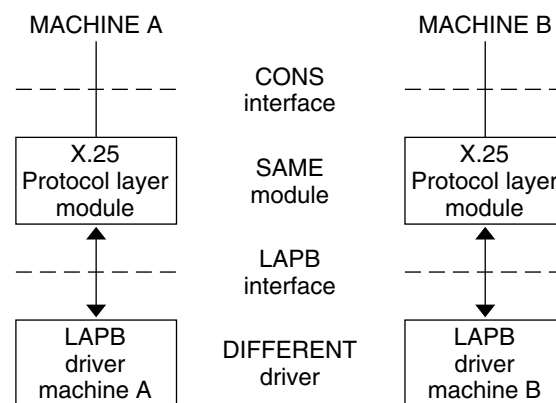 MACHINE A
MACHINE B
CONS
interface
X.25
Protocol layer
module
SAME
module
X.25
Protocol layer
module
LAPB
interface
LAPB
driver
machine A
DIFFERENT
driver
LAPB
driver
machine B